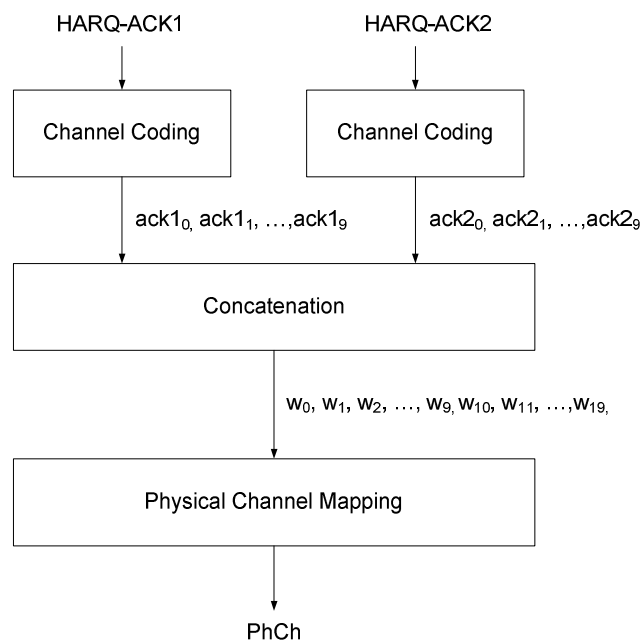 HARQ-ACK1 HARQ-ACK2
Channel Coding Channel Coding
ack1₀, ack1₁, …,ack1₉ ack2₀, ack2₁, …,ack2₉
Concatenation
w₀, w₁, w₂, …, w₉, w₁₀, w₁₁, …,w₁₉,
Physical Channel Mapping
PhCh